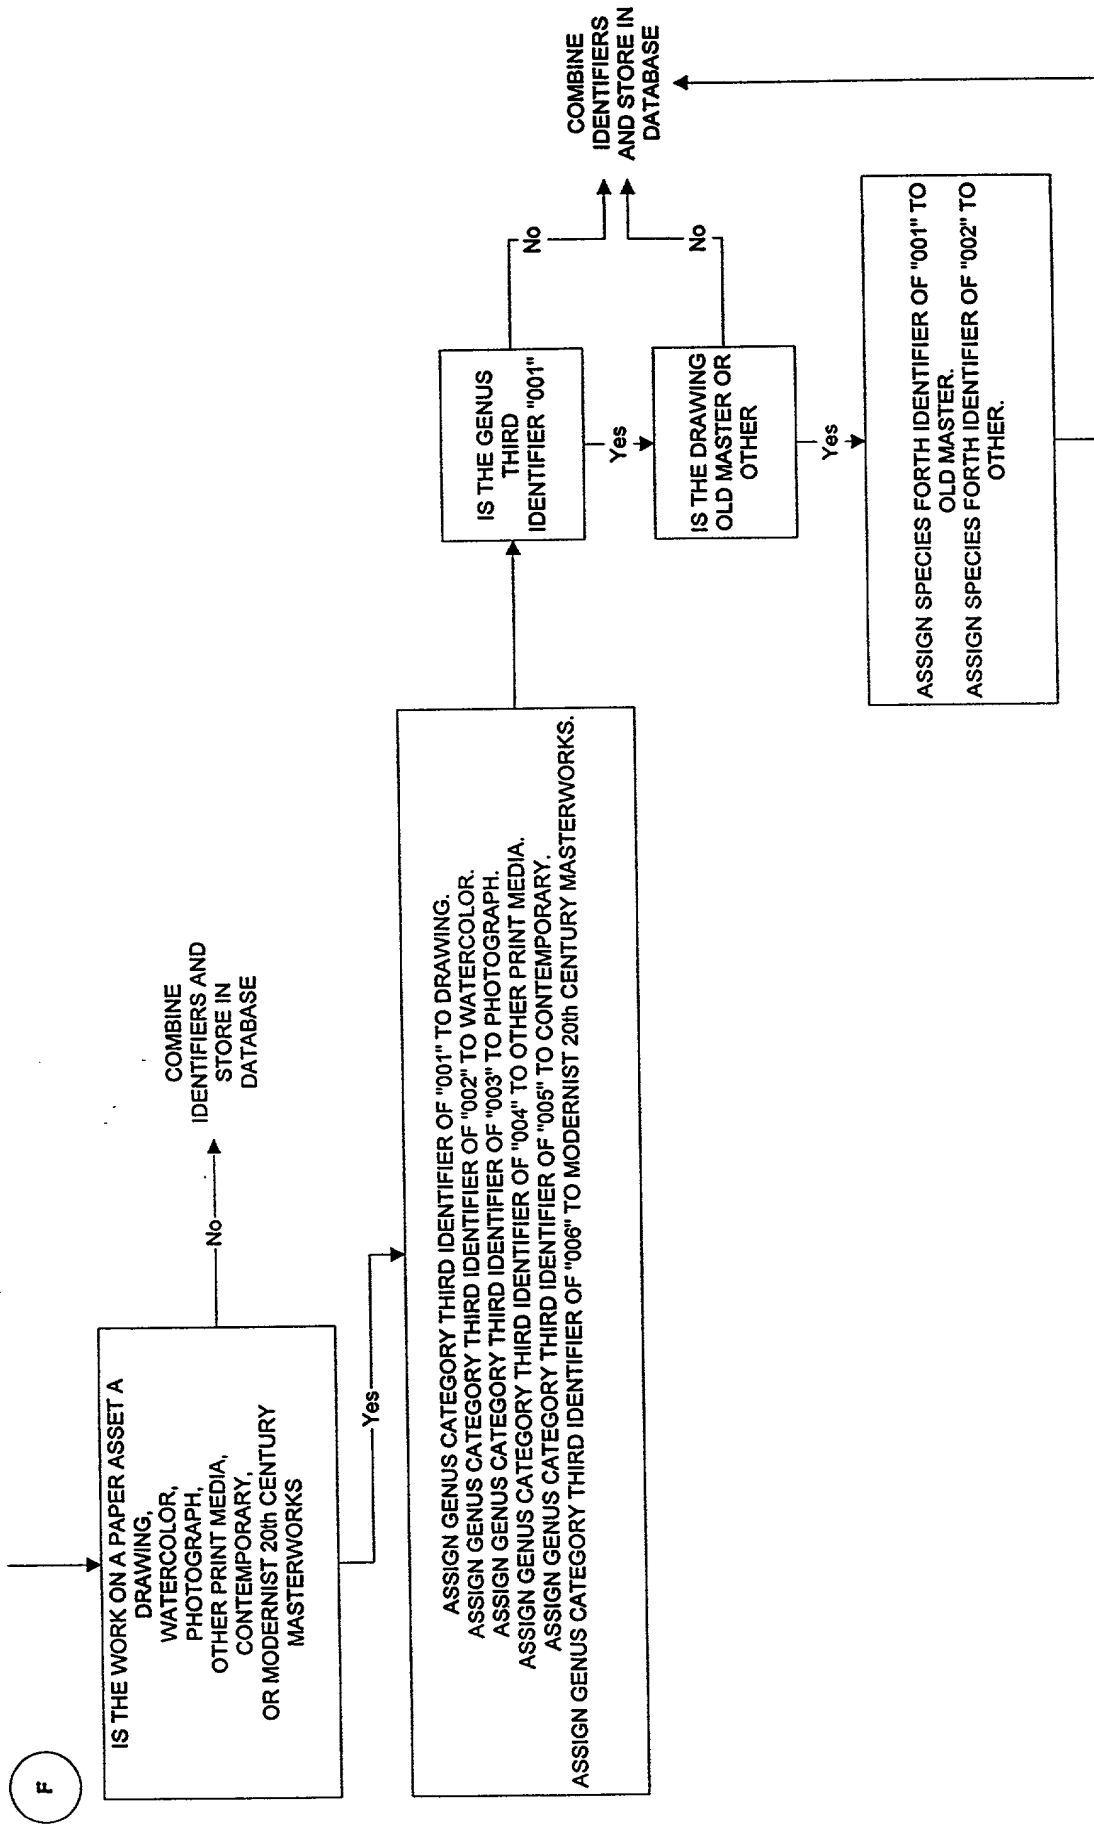 F
IS THE WORK ON A PAPER ASSET A
DRAWING,
WATERCOLOR,
PHOTOGRAPH,
OTHER PRINT MEDIA,
CONTEMPORARY,
OR MODERNIST 20th CENTURY
MASTERWORKS
No
COMBINE
IDENTIFIERS AND
STORE IN
DATABASE
Yes
ASSIGN GENUS CATEGORY THIRD IDENTIFIER OF "001" TO DRAWING.
ASSIGN GENUS CATEGORY THIRD IDENTIFIER OF "002" TO WATERCOLOR.
ASSIGN GENUS CATEGORY THIRD IDENTIFIER OF "003" TO PHOTOGRAPH.
ASSIGN GENUS CATEGORY THIRD IDENTIFIER OF "004" TO OTHER PRINT MEDIA.
ASSIGN GENUS CATEGORY THIRD IDENTIFIER OF "005" TO CONTEMPORARY.
ASSIGN GENUS CATEGORY THIRD IDENTIFIER OF "006" TO MODERNIST 20th CENTURY MASTERWORKS.
IS THE GENUS
THIRD
IDENTIFIER "001"
No
Yes
IS THE DRAWING
OLD MASTER OR
OTHER
No
COMBINE
IDENTIFIERS
AND STORE IN
DATABASE
Yes
ASSIGN SPECIES FORTH IDENTIFIER OF "001" TO
OLD MASTER.
ASSIGN SPECIES FORTH IDENTIFIER OF "002" TO
OTHER.